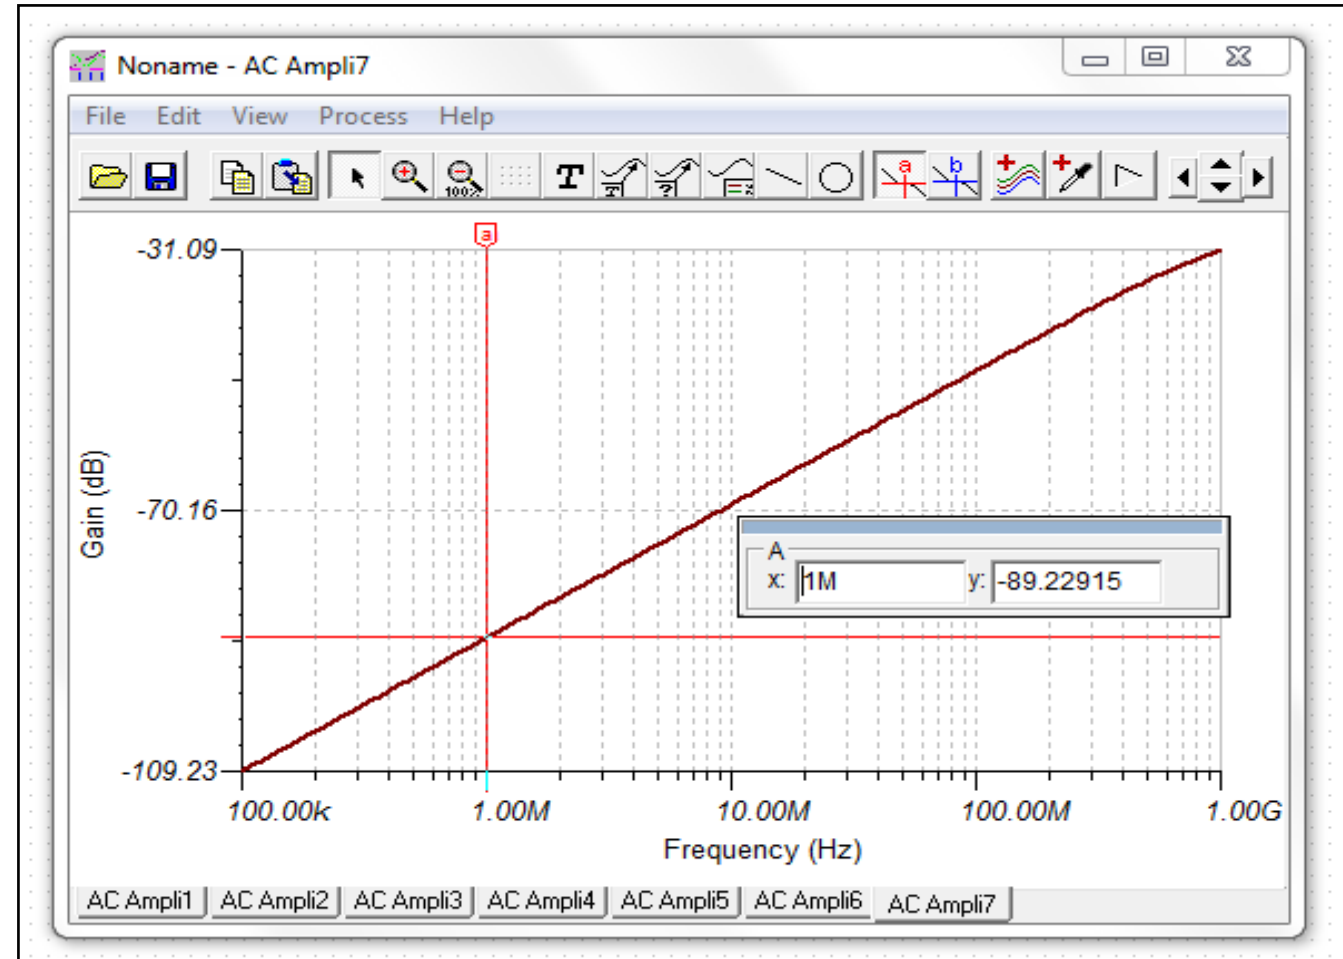 Noname - AC Ampli7
File Edit View Process Help
100%
T
T
?
a
b
a
-31.09
-70.16
-109.23
Gain (dB)
A
x: 1M y: -89.22915
100.00k 1.00M 10.00M 100.00M 1.00G
Frequency (Hz)
AC Ampli1 AC Ampli2 AC Ampli3 AC Ampli4 AC Ampli5 AC Ampli6 AC Ampli7